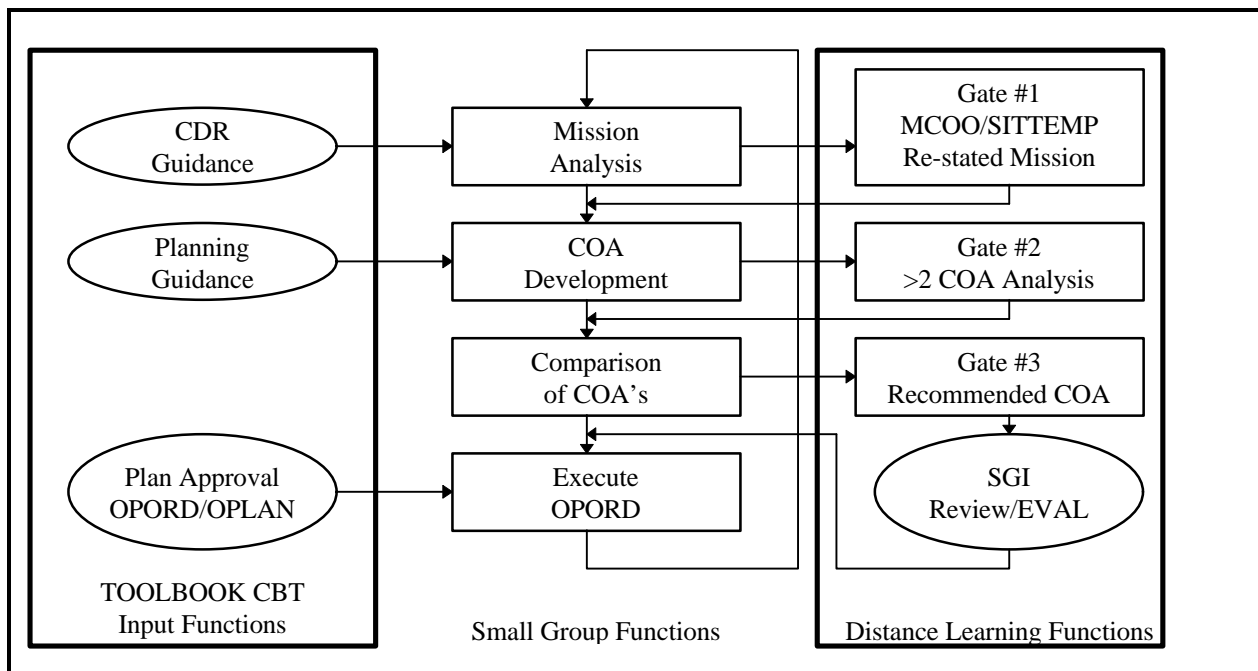 CDR
Guidance
Mission
Analysis
Gate #1
MCOO/SITTEMP
Re-stated Mission
Planning
Guidance
COA
Development
Gate #2
>2 COA Analysis
Comparison
of COA's
Gate #3
Recommended COA
Plan Approval
OPORD/OPLAN
Execute
OPORD
SGI
Review/EVAL
TOOLBOOK CBT
Input Functions
Small Group Functions
Distance Learning Functions